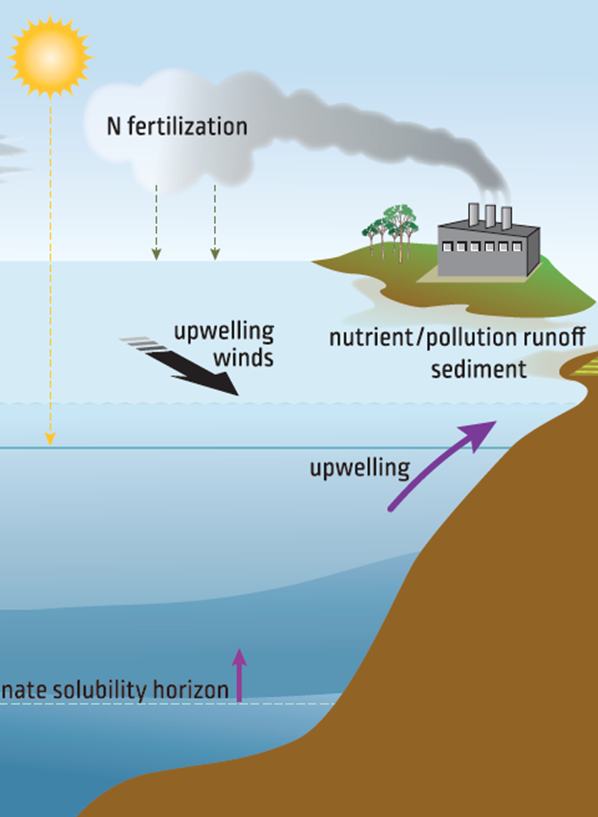 N fertilization
upwelling
winds
nutrient/pollution runoff
sediment
upwelling
nate solubility horizon